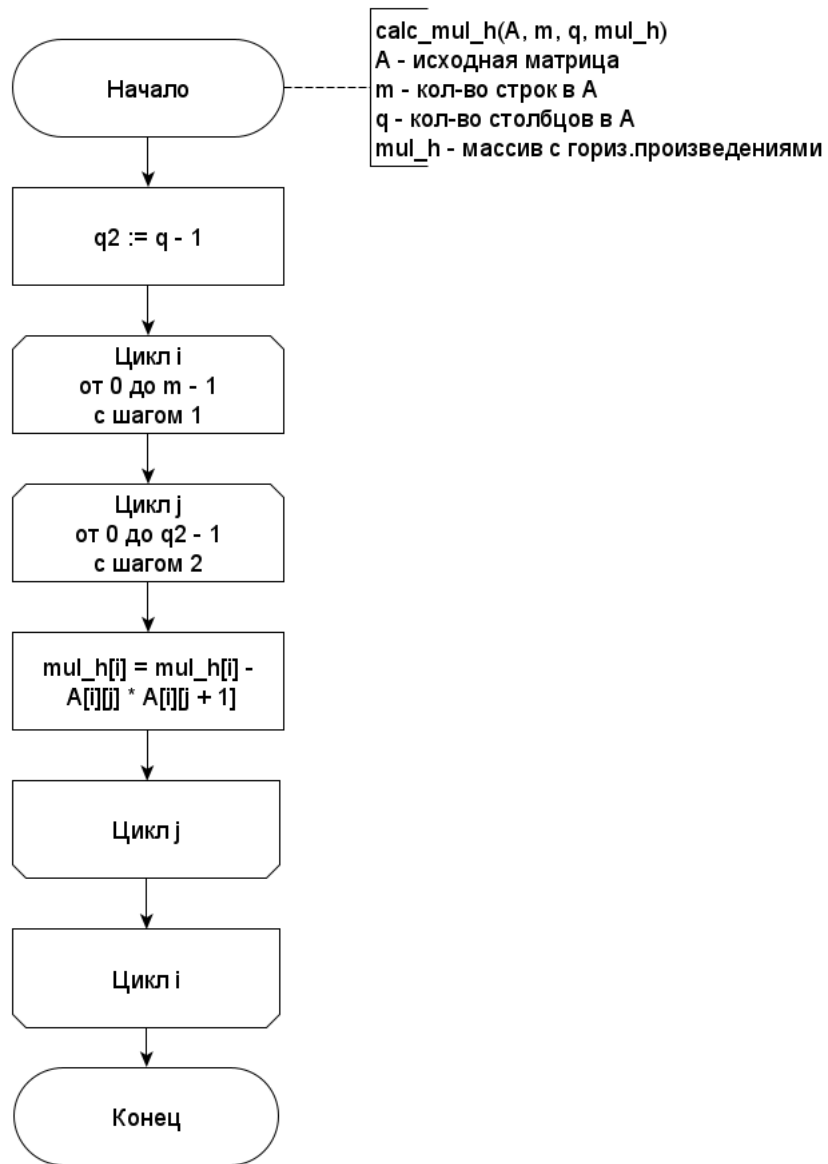 Начало
calc_mul_h(A, m, q, mul_h)
A - исходная матрица
m - кол-во строк в A
q - кол-во столбцов в A
mul_h - массив с гориз.произведениями
q2 := q - 1
Цикл i
от 0 до m - 1
с шагом 1
Цикл j
от 0 до q2 - 1
с шагом 2
mul_h[i] = mul_h[i] -
A[i][j] * A[i][j + 1]
Цикл j
Цикл i
Конец